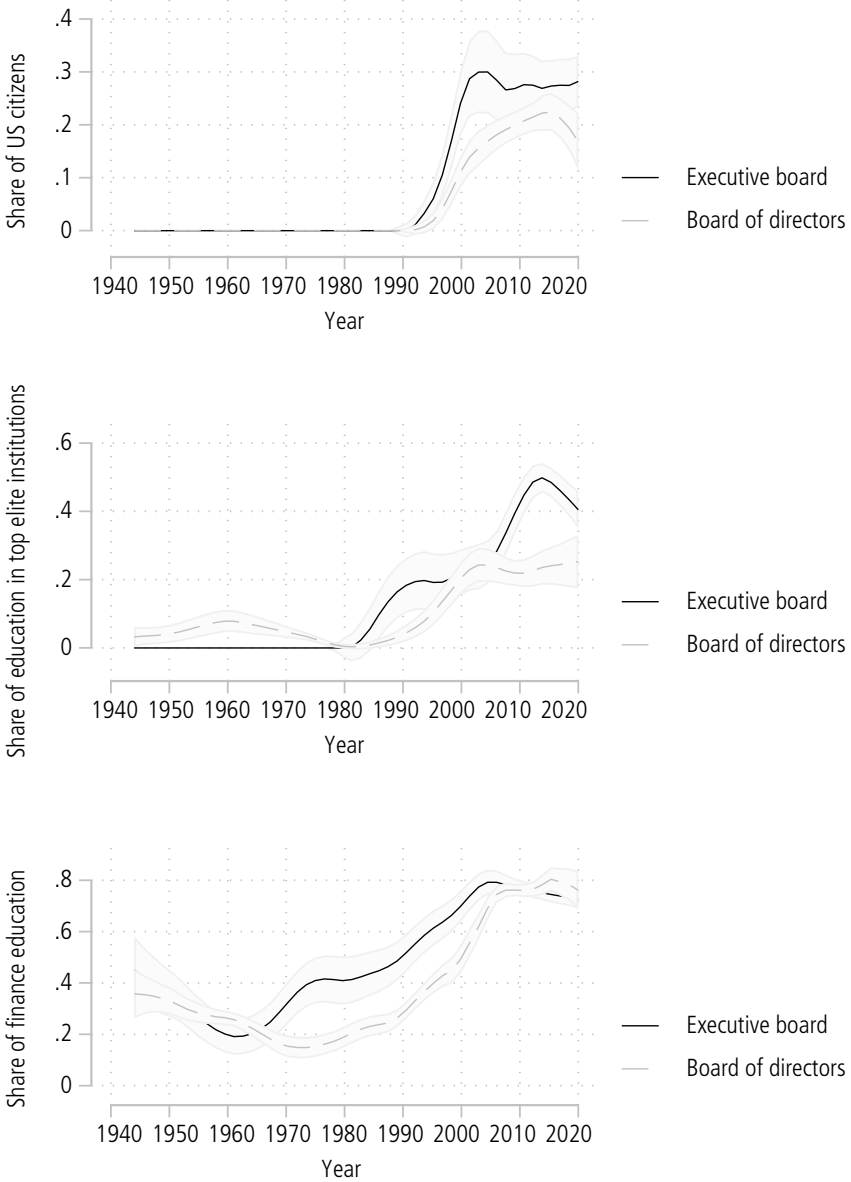 Share of US citizens
.4
.3
.2
.1
0
1940 1950 1960 1970 1980 1990 2000 2010 2020
Year
Executive board
Board of directors
Share of education in top elite institutions
.6
.4
.2
0
1940 1950 1960 1970 1980 1990 2000 2010 2020
Year
Executive board
Board of directors
Share of finance education
.8
.6
.4
.2
0
1940 1950 1960 1970 1980 1990 2000 2010 2020
Year
Executive board
Board of directors